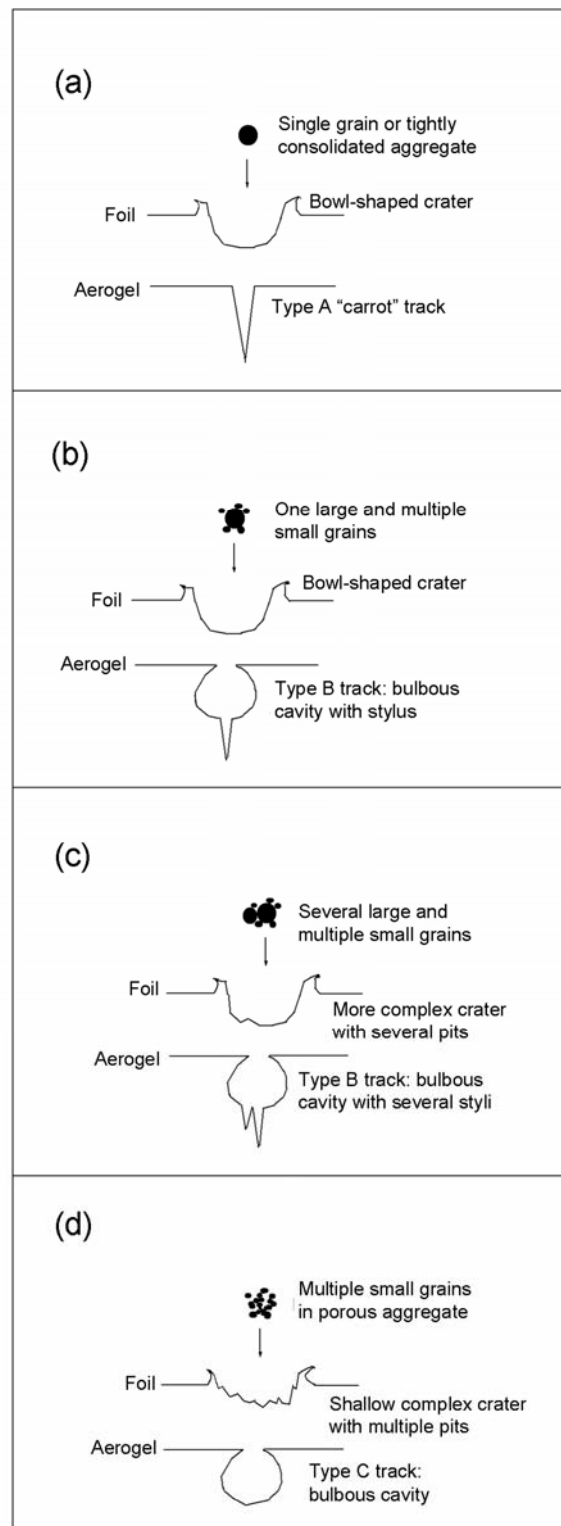 (a)
Single grain or tightly
consolidated aggregate
Bowl-shaped crater
Foil
Aerogel
Type A “carrot” track
(b)
One large and multiple
small grains
Bowl-shaped crater
Foil
Aerogel
Type B track: bulbous
cavity with stylus
(c)
Several large and
multiple small grains
Foil
More complex crater
with several pits
Aerogel
Type B track: bulbous
cavity with several styli
(d)
Multiple small grains
in porous aggregate
Foil
Shallow complex crater
with multiple pits
Aerogel
Type C track:
bulbous cavity